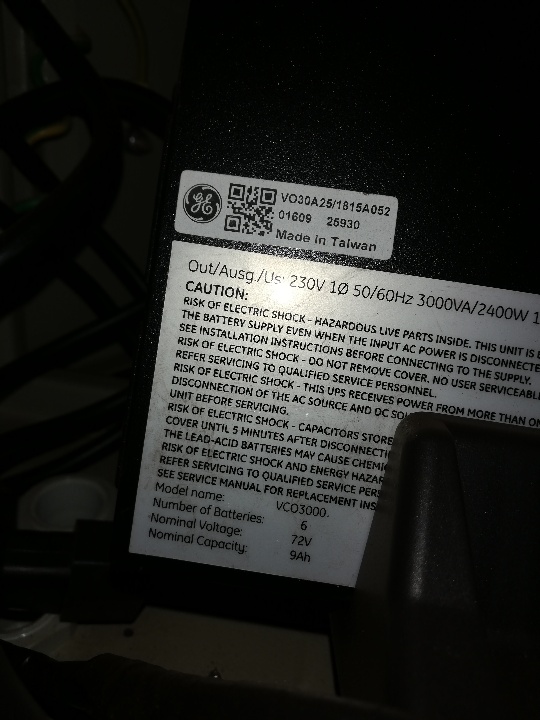 GE
VO30A25/1815A052
01609 25930
Made in Taiwan
Out/Ausg./Us: 230V 1Ø 50/60Hz 3000VA/2400W
CAUTION:
RISK OF ELECTRIC SHOCK - HAZARDOUS LIVE PARTS INSIDE. THIS UNIT IS
THE BATTERY SUPPLY EVEN WHEN THE INPUT AC POWER IS DISCONNECTE
SEE INSTALLATION INSTRUCTIONS BEFORE CONNECTING TO THE SUPPLY.
RISK OF ELECTRIC SHOCK - DO NOT REMOVE COVER. NO USER SERVICEABL
REFER SERVICING TO QUALIFIED SERVICE PERSONNEL.
RISK OF ELECTRIC SHOCK - THIS UPS RECEIVES POWER FROM MORE THAN
DISCONNECTION OF THE AC SOURCE AND DC
UNIT BEFORE SERVICING.
RISK OF ELECTRIC SHOCK - CAPACITORS STORE
COVER UNTIL 5 MINUTES AFTER DISCONNECTI
THE LEAD-ACID BATTERIES MAY CAUSE CHEMIC
RISK OF ELECTRIC SHOCK AND ENERGY HAZAR
REFER SERVICING TO QUALIFIED SERVICE PERS
SEE SERVICE MANUAL FOR REPLACEMENT INS
Model name: VCO3000
Number of Batteries: 6
Nominal Voltage: 72V
Nominal Capacity: 9Ah